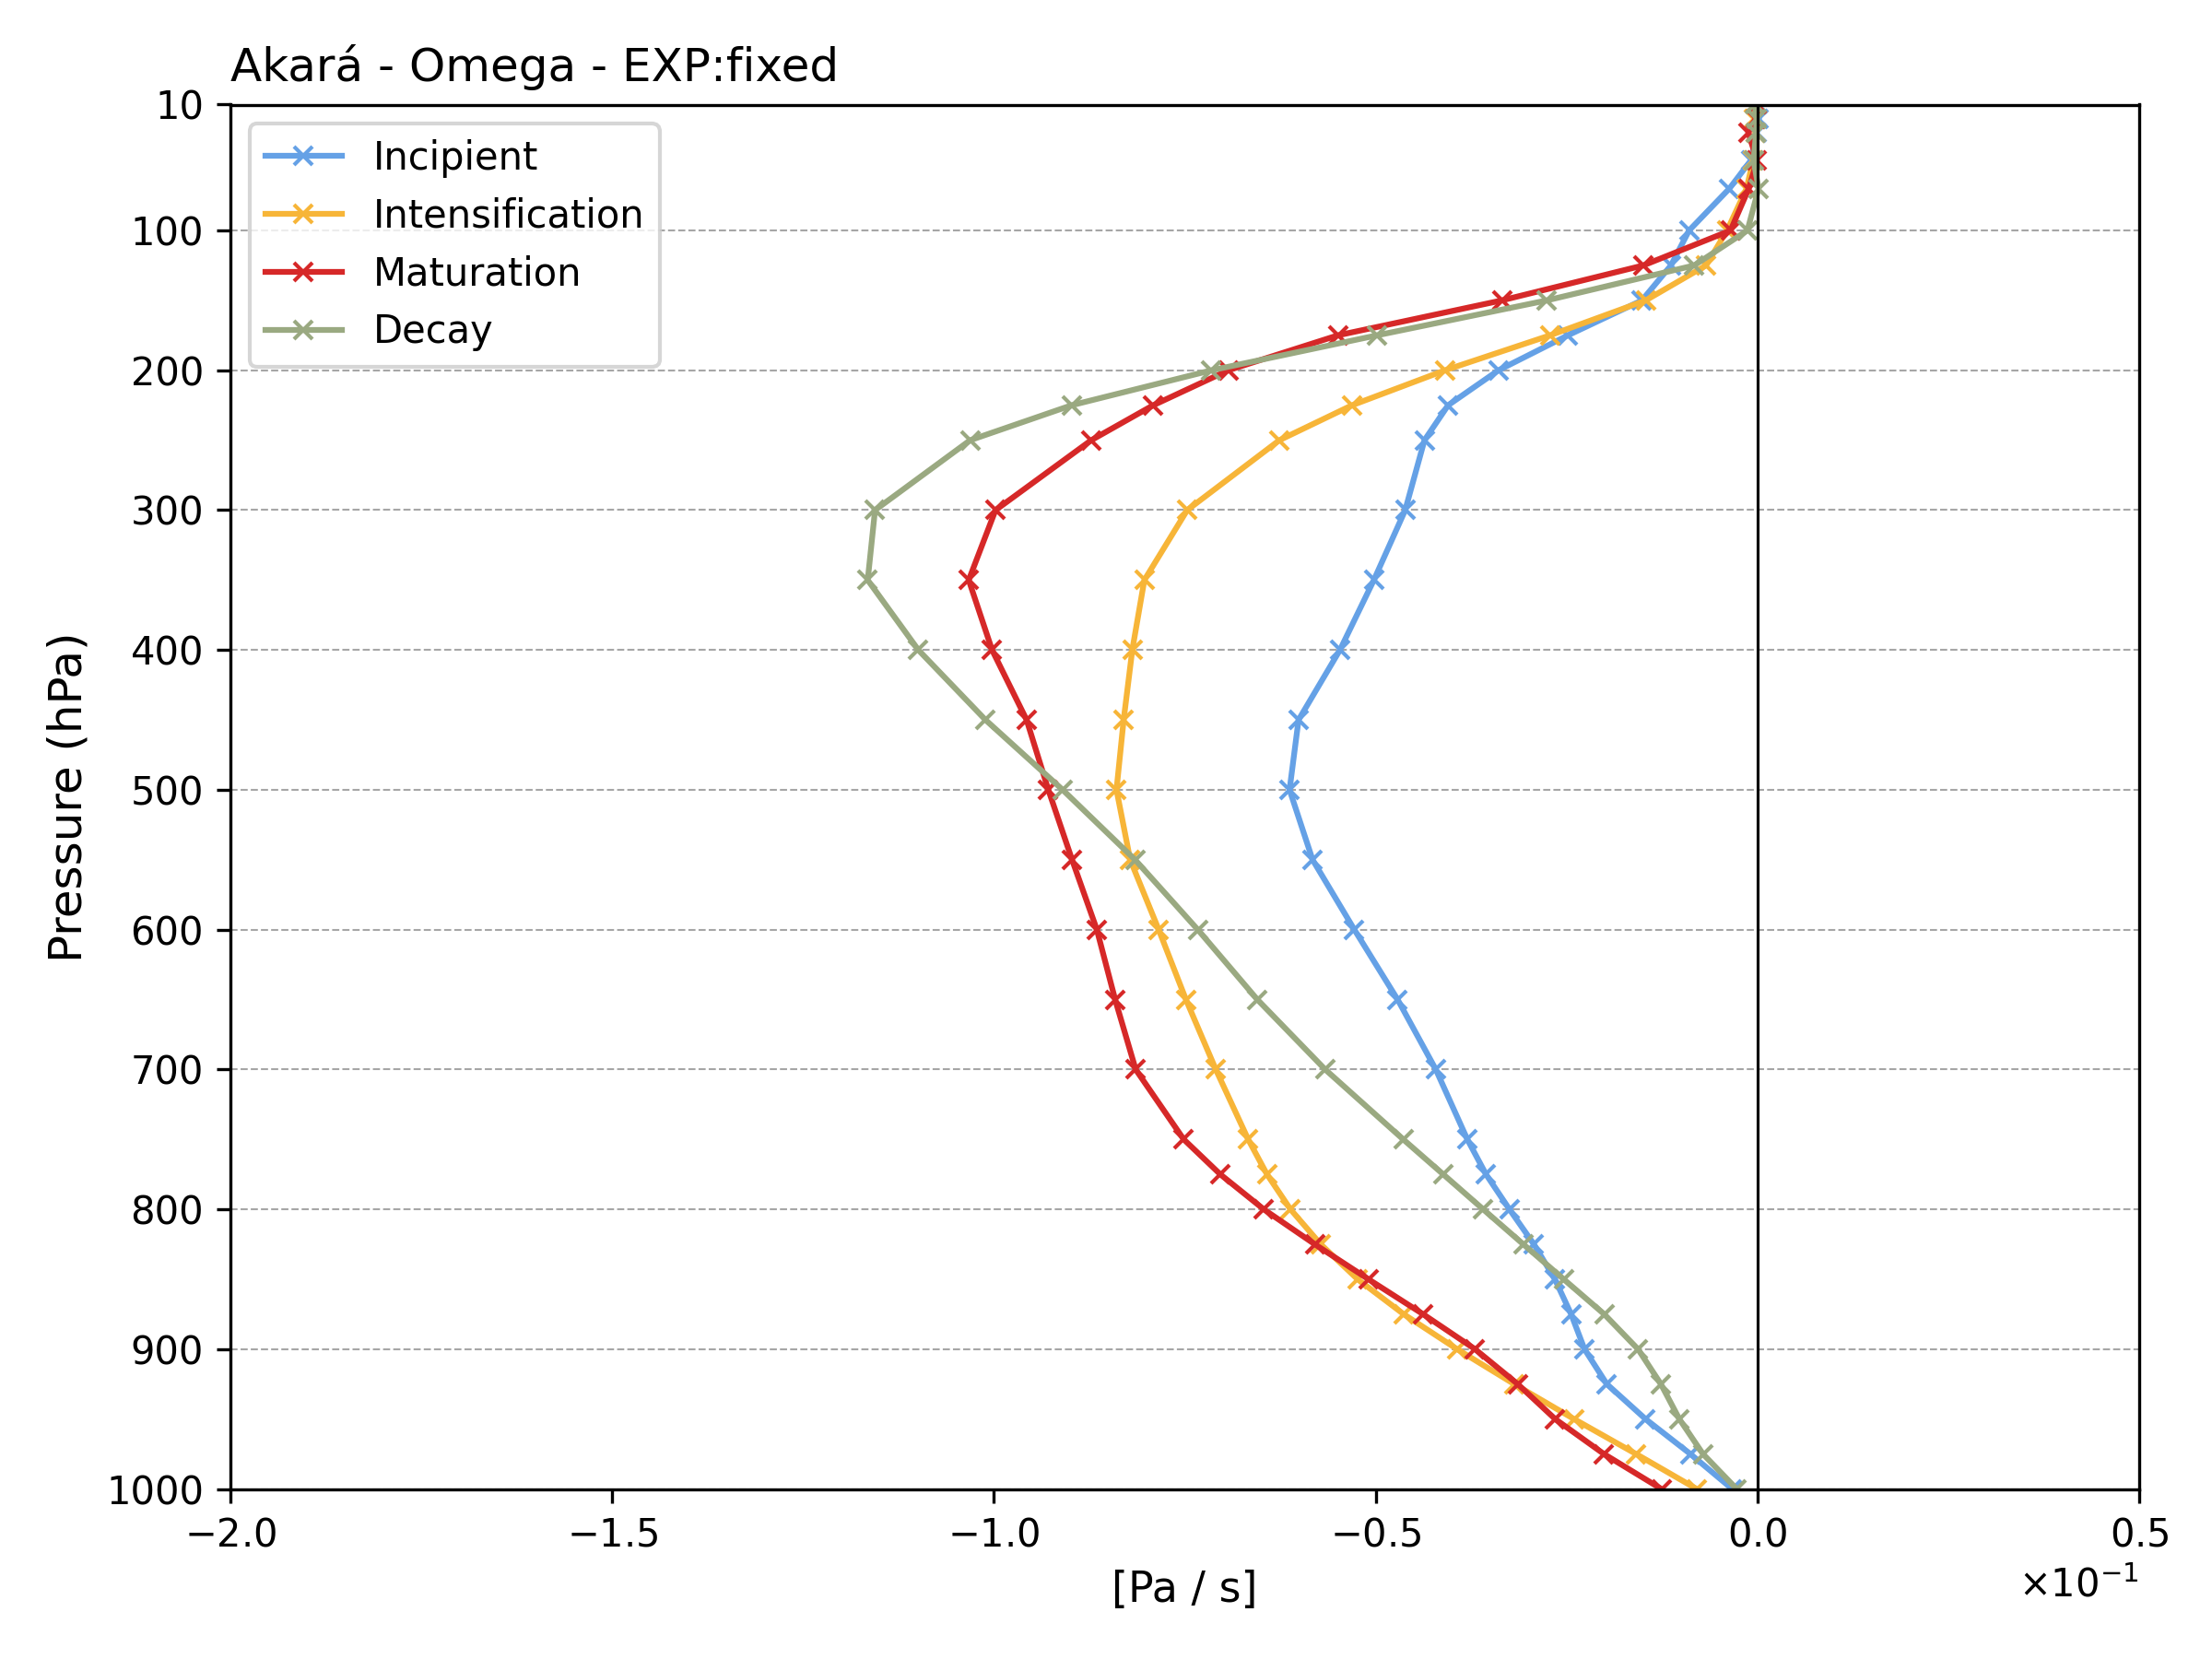 Akará - Omega - EXP:fixed
10
100
200
300
400
500
600
700
800
900
1000
Pressure (hPa)
Incipient
Intensification
Maturation
Decay
−2.0 −1.5 −1.0 −0.5 0.0 0.5
[Pa / s]
×10⁻¹